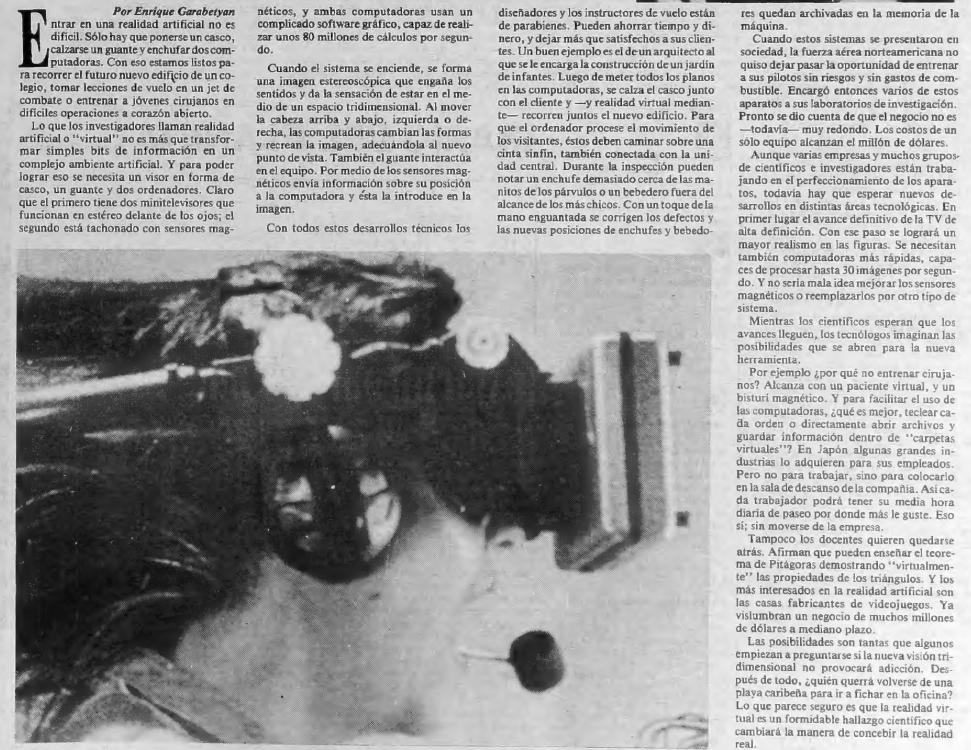 Por Enrique Garabetyan
Entrar en una realidad artificial no es
difícil. Sólo hay que ponerse un casco,
calzarse un guante y enchufar dos com-
putadoras. Con eso estamos listos pa-
ra recorrer el futuro nuevo edificio de un co-
legio, tomar lecciones de vuelo en un jet de
combate o entrenar a jóvenes cirujanos en
difíciles operaciones a corazón abierto.
Lo que los investigadores llaman realidad
artificial o "virtual" no es más que transfor-
mar simples bits de información en un
complejo ambiente artificial. Y para poder
lograr eso se necesita un visor en forma de
casco, un guante y dos ordenadores. Claro
que el primero tiene dos minitelevisores que
funcionan en estéreo delante de los ojos; el
segundo está tachonado con sensores mag-
néticos, y ambas computadoras usan un
complicado software gráfico, capaz de reali-
zar unos 80 millones de cálculos por segun-
do.
Cuando el sistema se enciende, se forma
una imagen estereoscópica que engaña los
sentidos y da la sensación de estar en el me-
dio de un espacio tridimensional. Al mover
la cabeza arriba y abajo, izquierda o de-
recha, las computadoras cambian las formas
y recrean la imagen, adecuándola al nuevo
punto de vista. También el guante interactúa
en el equipo. Por medio de los sensores mag-
néticos envía información sobre su posición
a la computadora y ésta la introduce en la
imagen.
Con todos estos desarrollos técnicos los
diseñadores y los instructores de vuelo están
de parabienes. Pueden ahorrar tiempo y di-
nero, y dejar más que satisfechos a sus clien-
tes. Un buen ejemplo es el de un arquitecto al
que se le encarga la construcción de un jardín
de infantes. Luego de meter todos los planos
en las computadoras, se calza el casco junto
con el cliente y —y realidad virtual median-
te— recorren juntos el nuevo edificio. Para
que el ordenador procese el movimiento de
los visitantes, éstos deben caminar sobre una
cinta sinfín, también conectada con la uni-
dad central. Durante la inspección pueden
notar un enchufe demasiado cerca de las ma-
nitos de los párvulos o un bebedero fuera del
alcance de los más chicos. Con un toque de la
mano enguantada se corrigen los defectos y
las nuevas posiciones de enchufes y bebedo-
res quedan archivadas en la memoria de la
máquina.
Cuando estos sistemas se presentaron en
sociedad, la fuerza aérea norteamericana no
quiso dejar pasar la oportunidad de entrenar
a sus pilotos sin riesgos y sin gastos de com-
bustible. Encargó entonces varios de estos
aparatos a sus laboratorios de investigación.
Pronto se dio cuenta de que el negocio no es
—todavía— muy redondo. Los costos de un
sólo equipo alcanzan el millón de dólares.
Aunque varias empresas y muchos grupos
de científicos e investigadores están traba-
jando en el perfeccionamiento de los apara-
tos, todavía hay que esperar nuevos de-
sarrollos en distintas áreas tecnológicas. En
primer lugar el avance definitivo de la TV de
alta definición. Con ese paso se logrará un
mayor realismo en las figuras. Se necesitan
también computadoras más rápidas, capa-
ces de procesar hasta 30 imágenes por segun-
do. Y no sería mala idea mejorar los sensores
magnéticos o reemplazarlos por otro tipo de
sistema.
Mientras los científicos esperan que los
avances lleguen, los tecnólogos imaginan las
posibilidades que se abren para la nueva
herramienta.
Por ejemplo ¿por qué no entrenar ciruja-
nos? Alcanza con un paciente virtual, y un
bisturí magnético. Y para facilitar el uso de
las computadoras, ¿qué es mejor, teclear ca-
da orden o directamente abrir archivos y
guardar información dentro de "carpetas
virtuales"? En Japón algunas grandes in-
dustrias lo adquieren para sus empleados.
Pero no para trabajar, sino para colocarlo
en la sala de descanso de la compañía. Así ca-
da trabajador podrá tener su media hora
diaria de paseo por donde más le guste. Eso
sí; sin moverse de la empresa.
Tampoco los docentes quieren quedarse
atrás. Afirman que pueden enseñar el teore-
ma de Pitágoras demostrando "virtualmen-
te" las propiedades de los triángulos. Y los
más interesados en la realidad artificial son
las casas fabricantes de videojuegos. Ya
vislumbran un negocio de muchos millones
de dólares a mediano plazo.
Las posibilidades son tantas que algunos
empiezan a preguntarse si la nueva visión tri-
dimensional no provocará adicción. Des-
pués de todo, ¿quién querrá volverse de una
playa caribeña para ir a fichar en la oficina?
Lo que parece seguro es que la realidad vir-
tual es un formidable hallazgo científico que
cambiará la manera de concebir la realidad
real.